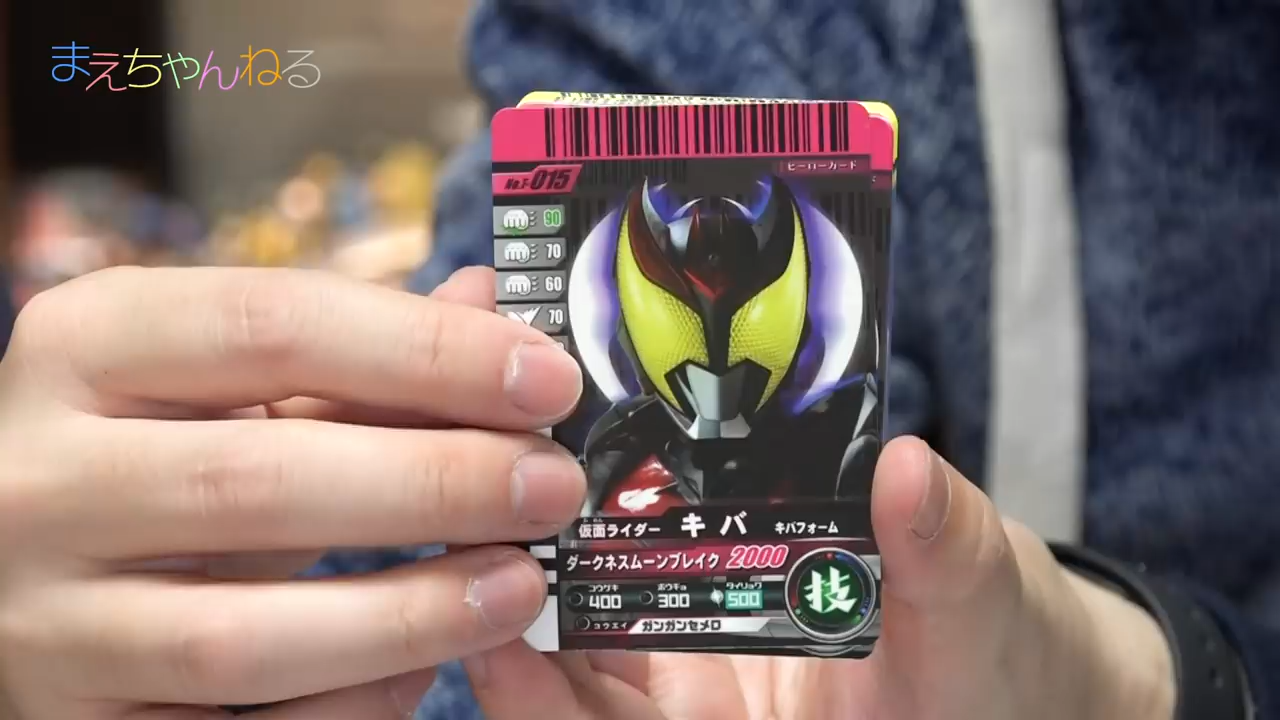 まえちゃんねる
No.T-015
ヒーローカード
90
70
60
70
仮面ライダー キバ キバフォーム
ダークネスムーンブレイク 2000
コウゲキ 400 ボウギョ 300 タイリョク 500
技
コウエイ ガンガンセメロ